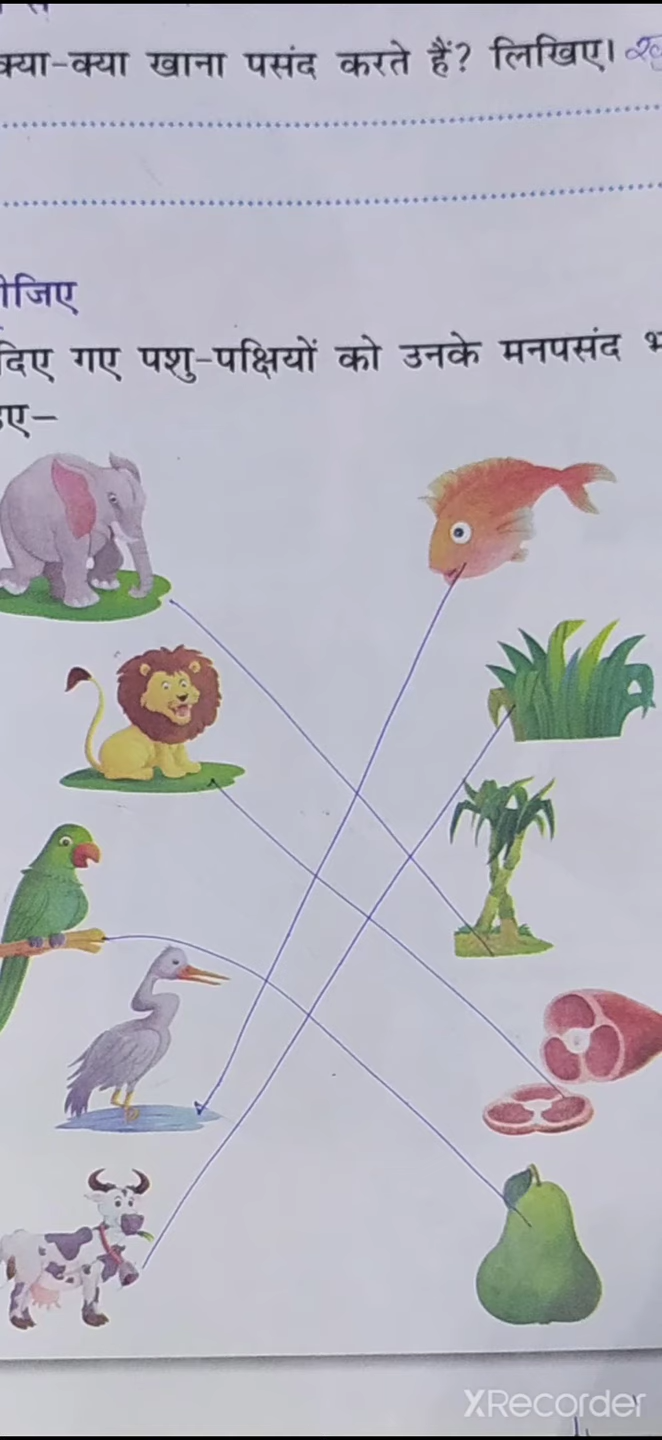 क्या-क्या खाना पसंद करते हैं? लिखिए।
दिए गए पशु-पक्षियों को उनके मनपसंद
XRecorder